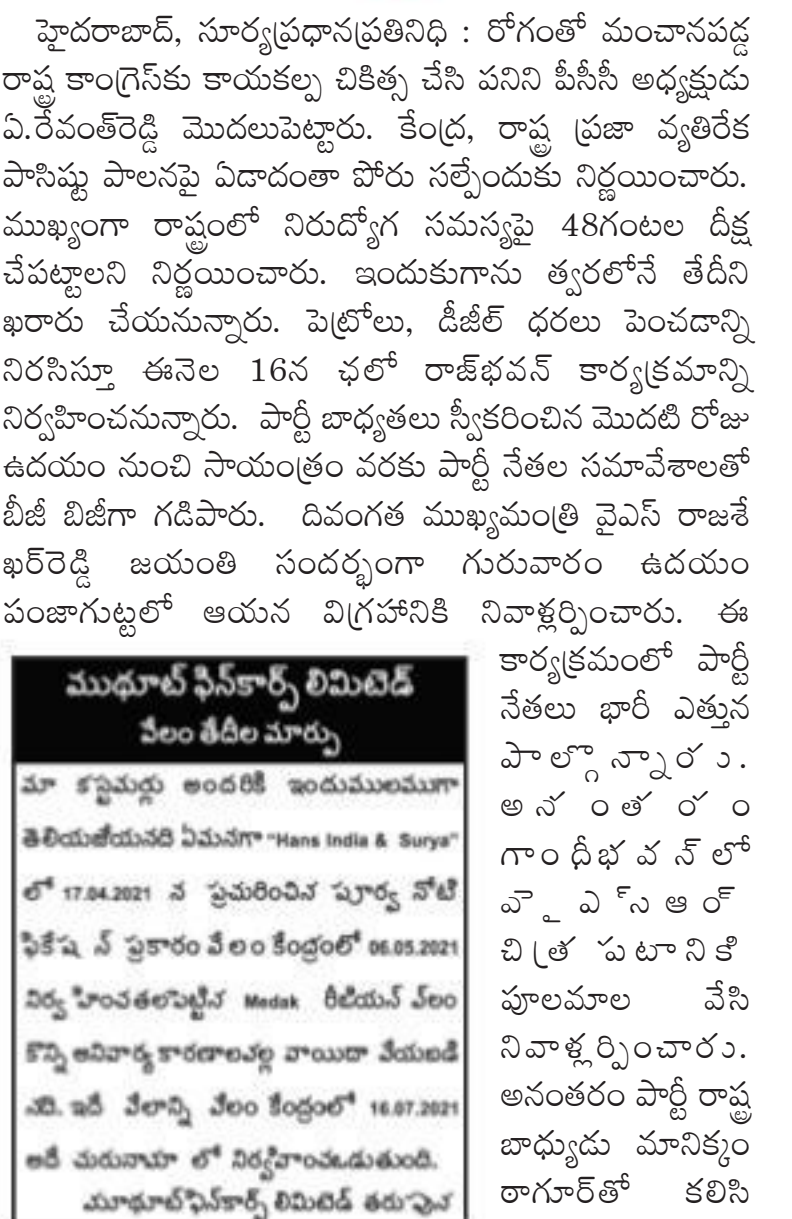 హైదరాబాద్, సూర్యప్రధానప్రతినిధి : రోగంతో మంచానపడ్డ
రాష్ట్ర కాంగ్రెస్‌కు కాయకల్ప చికిత్స చేసే పనిని పీసీసీ అధ్యక్షుడు
ఏ.రేవంత్‌రెడ్డి మొదలుపెట్టారు. కేంద్ర, రాష్ట్ర ప్రజా వ్యతిరేక
పాసిష్టు పాలనపై ఏడాదంతా పోరు సల్పేందుకు నిర్ణయించారు.
ముఖ్యంగా రాష్ట్రంలో నిరుద్యోగ సమస్యపై 48గంటల దీక్ష
చేపట్టాలని నిర్ణయించారు. ఇందుకుగాను త్వరలోనే తేదీని
ఖరారు చేయనున్నారు. పెట్రోలు, డీజీల్ ధరలు పెంచడాన్ని
నిరసిస్తూ ఈనెల 16న ఛలో రాజ్‌భవన్ కార్యక్రమాన్ని
నిర్వహించనున్నారు. పార్టీ బాధ్యతలు స్వీకరించిన మొదటి రోజు
ఉదయం నుంచి సాయంత్రం వరకు పార్టీ నేతల సమావేశాలతో
బీజీ బిజీగా గడిపారు. దివంగత ముఖ్యమంత్రి వైఎస్ రాజశే
ఖర్‌రెడ్డి జయంతి సందర్భంగా గురువారం ఉదయం
పంజాగుట్టలో ఆయన విగ్రహానికి నివాళ్లర్పించారు. ఈ
కార్యక్రమంలో పార్టీ
నేతలు భారీ ఎత్తున
పాల్గొన్నారు.
అనంతరం
గాంధీభవన్‌లో
వైఎస్ఆర్
చిత్రపటానికి
పూలమాల వేసి
నివాళ్లర్పించారు.
అనంతరం పార్టీ రాష్ట్ర
బాధ్యుడు మానిక్కం
ఠాగూర్‌తో కలిసి
ముథూట్ ఫిన్‌కార్ప్ లిమిటెడ్
వేలం తేదీల మార్పు
మా కస్టమర్లు అందరికీ ఇందుములముగా
తెలియజేయనది ఏమనగా "Hans India & Surya"
లో 17.04.2021 న ప్రచురించిన పూర్వ నోటి
ఫికేష న్ ప్రకారం వేలం కేంద్రంలో 06.05.2021
నిర్వహించతలపెట్టిన Medak రీజియన్ వేలం
కొన్ని అనివార్య కారణాలవల్ల వాయిదా వేయబడి
నది. ఇదే వేలాన్ని వేలం కేంద్రంలో 16.07.2021
అదే చిరునామా లో నిర్వహించబడుతుంది.
ముథూట్‌ఫిన్‌కార్ప్ లిమిటెడ్ తరుపున